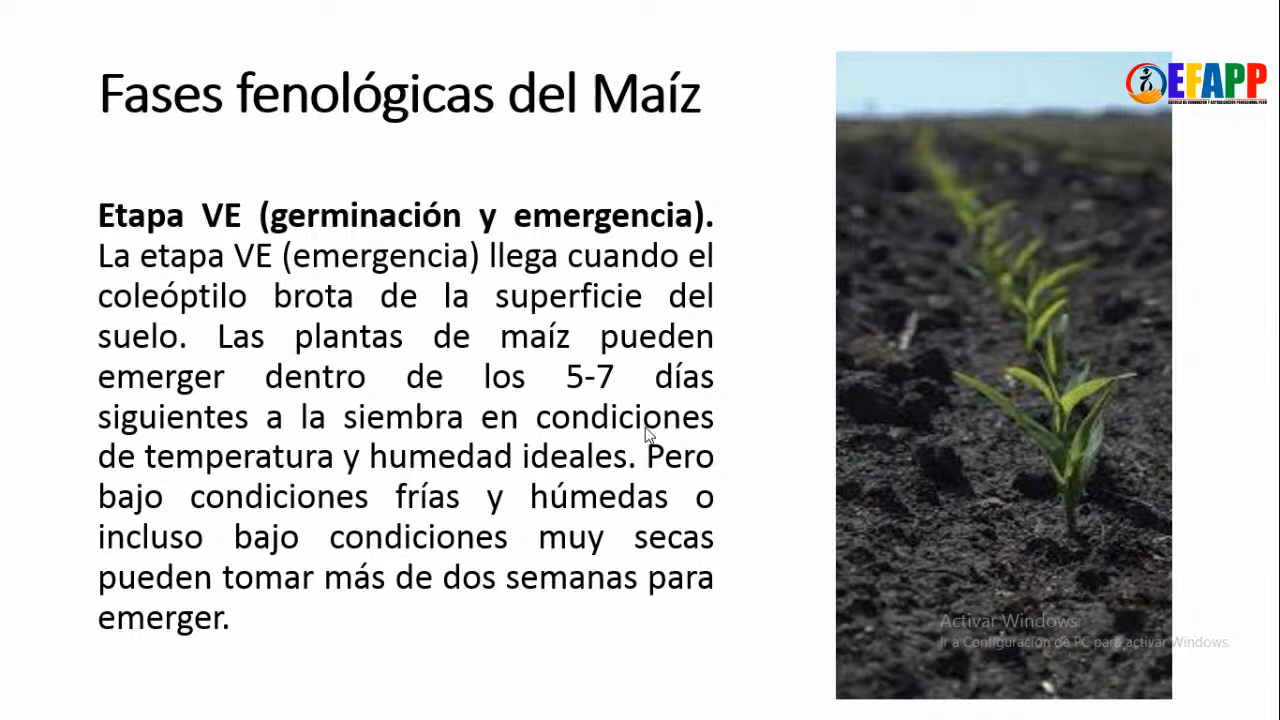 Fases fenológicas del Maíz
EFAPP
ESCUELA DE FORMACIÓN Y ACTUALIZACIÓN PROFESIONAL PERÚ
Etapa VE (germinación y emergencia).
La etapa VE (emergencia) llega cuando el
coleóptilo brota de la superficie del
suelo. Las plantas de maíz pueden
emerger dentro de los 5-7 días
siguientes a la siembra en condiciones
de temperatura y humedad ideales. Pero
bajo condiciones frías y húmedas o
incluso bajo condiciones muy secas
pueden tomar más de dos semanas para
emerger.
Activar Windows
Ir a Configuración de PC para activar Windows.